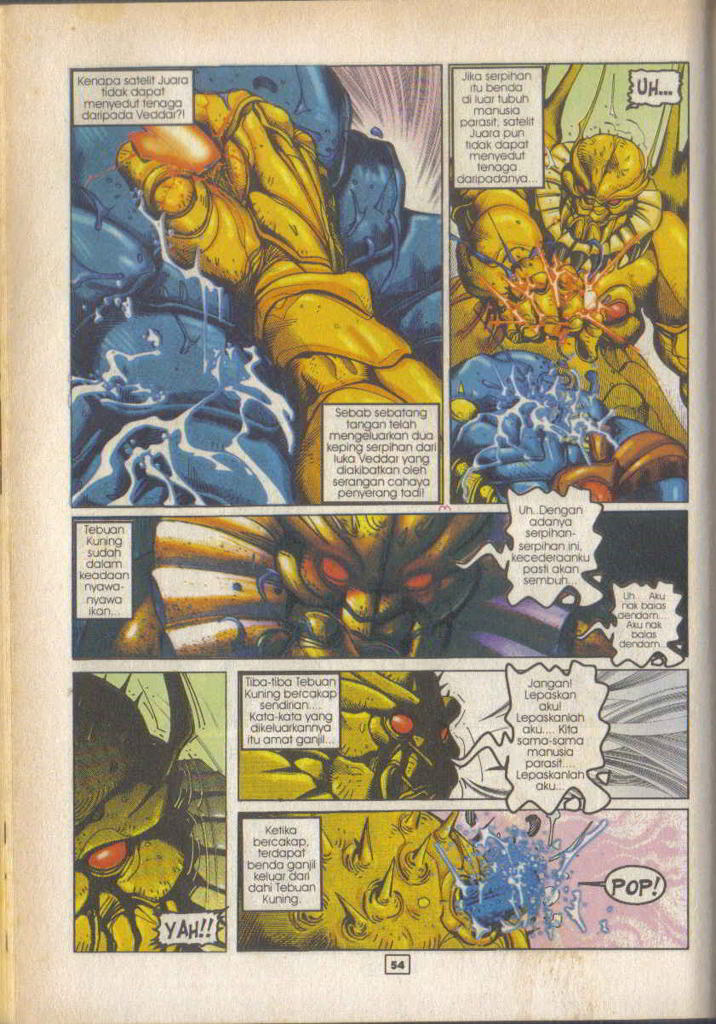 Kenapa satelit Juara
tidak dapat
menyedut tenaga
daripada Veddar?!
Sebab sebatang
tangan telah
mengeluarkan dua
keping serpihan dari
luka Veddar yang
diakibatkan oleh
serangan cahaya
penyerang tadi!
Jika serpihan
itu benda
di luar tubuh
manusia
parasit, satelit
Juara pun
tidak dapat
menyedut
tenaga
daripadanya...
UH...
Tebuan
Kuning
sudah
dalam
keadaan
nyawa-
nyawa
ikan...
Uh...Dengan
adanya
serpihan-
serpihan ini,
kecederaanku
pasti akan
sembuh...
Uh... Aku
nak balas
dendam...
Aku nak
balas
dendam...
YAH!!
Tiba-tiba Tebuan
Kuning bercakap
sendirian....
Kata-kata yang
dikeluarkannya
itu amat ganjil...
Jangan!
Lepaskan
aku!
Lepaskanlah
aku.... Kita
sama-sama
manusia
parasit....
Lepaskanlah
aku...
Ketika
bercakap,
terdapat
benda ganjil
keluar dari
dahi Tebuan
Kuning.
POP!
54